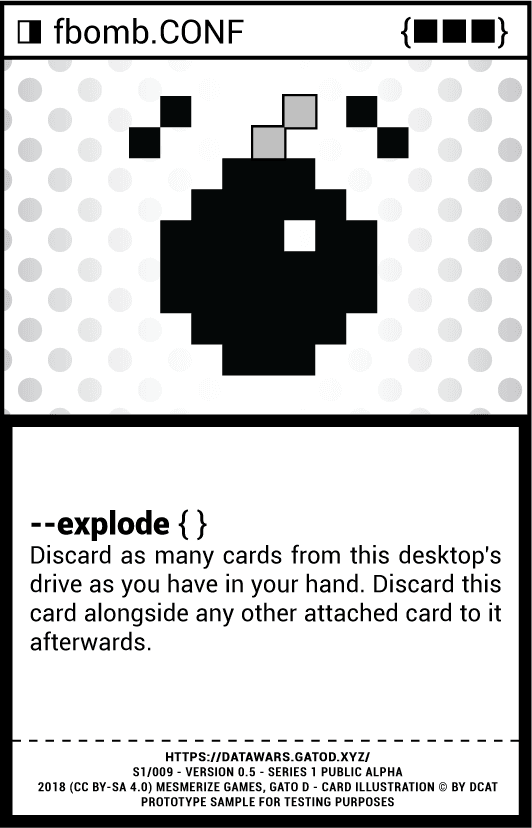 fbomb.CONF {■■■}
--explode { }
Discard as many cards from this desktop's
drive as you have in your hand. Discard this
card alongside any other attached card to it
afterwards.
HTTPS://DATAWARS.GATOD.XYZ/
S1/009 - VERSION 0.5 - SERIES 1 PUBLIC ALPHA
2018 (CC BY-SA 4.0) MESMERIZE GAMES, GATO D - CARD ILLUSTRATION © BY DCAT
PROTOTYPE SAMPLE FOR TESTING PURPOSES